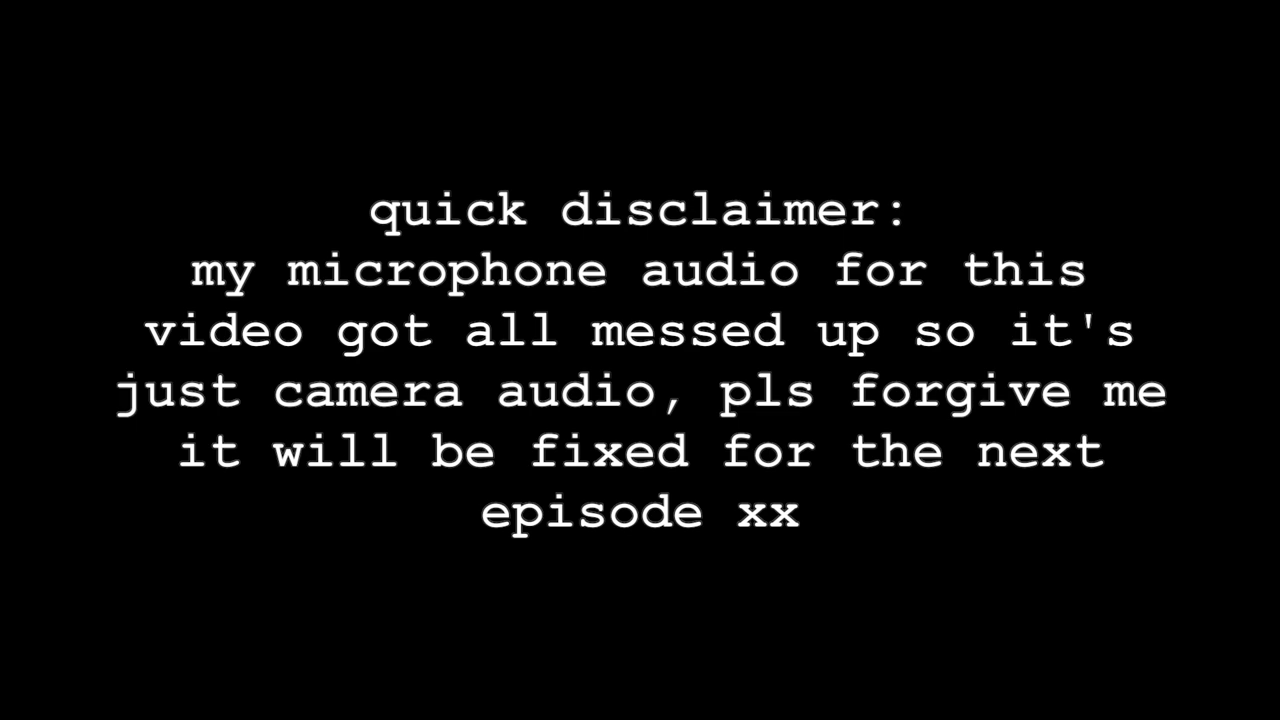 quick disclaimer:
my microphone audio for this
video got all messed up so it's
just camera audio, pls forgive me
it will be fixed for the next
episode xx